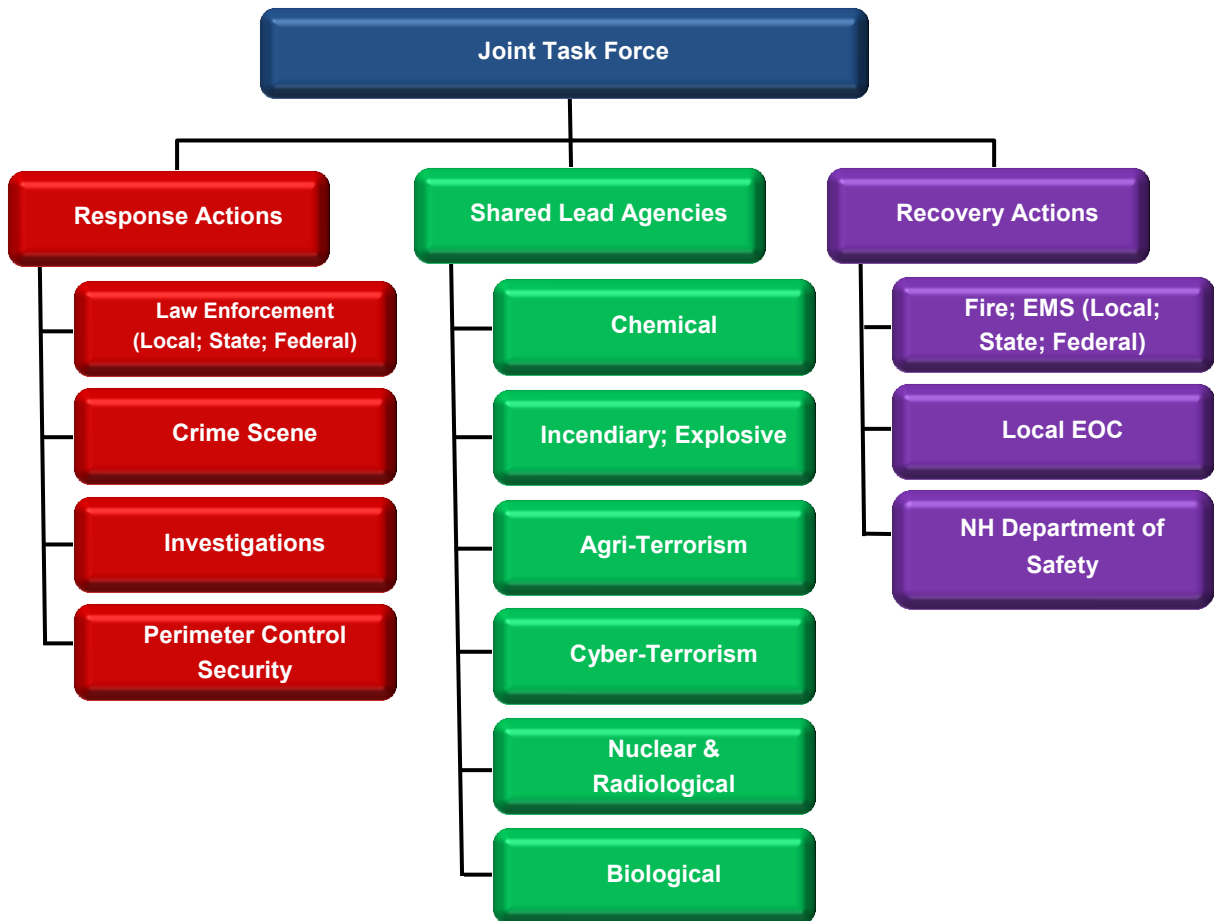 Joint Task Force
Response Actions
Law Enforcement
(Local; State; Federal)
Crime Scene
Investigations
Perimeter Control
Security
Shared Lead Agencies
Chemical
Incendiary; Explosive
Agri-Terrorism
Cyber-Terrorism
Nuclear &
Radiological
Biological
Recovery Actions
Fire; EMS (Local;
State; Federal)
Local EOC
NH Department of
Safety